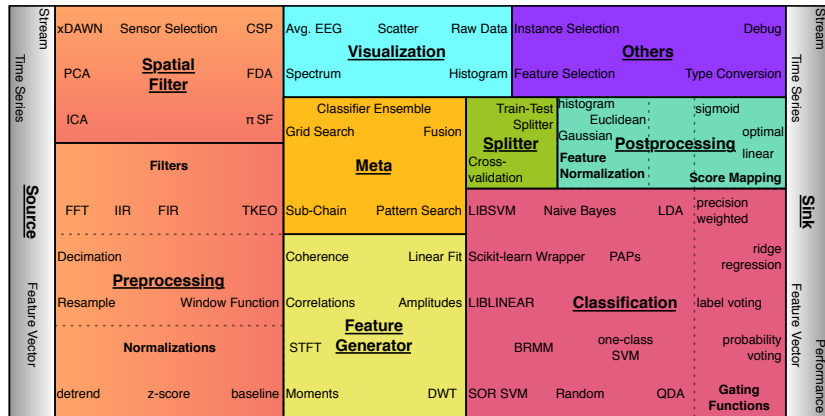 Stream
Time Series
Source
Feature Vector
xDAWN Sensor Selection CSP
Spatial
Filter
PCA FDA
ICA π SF
Filters
FFT IIR FIR TKEO
Decimation
Preprocessing
Resample Window Function
Normalizations
detrend z-score baseline
Avg. EEG Scatter Raw Data
Visualization
Spectrum Histogram
Instance Selection Debug
Others
Feature Selection Type Conversion
Classifier Ensemble
Grid Search Fusion
Meta
Sub-Chain Pattern Search
Train-Test
Splitter
Splitter
Cross-
validation
histogram
Euclidean
Gaussian
Feature
Normalization
Postprocessing
sigmoid
optimal
linear
Score Mapping
Coherence Linear Fit
Correlations Amplitudes
Feature
Generator
STFT
Moments DWT
LIBSVM Naive Bayes LDA
Scikit-learn Wrapper PAPs
LIBLINEAR
Classification
BRMM
one-class
SVM
SOR SVM Random QDA
precision
weighted
ridge
regression
label voting
probability
voting
Gating
Functions
Stream
Time Series
Sink
Feature Vector
Performance